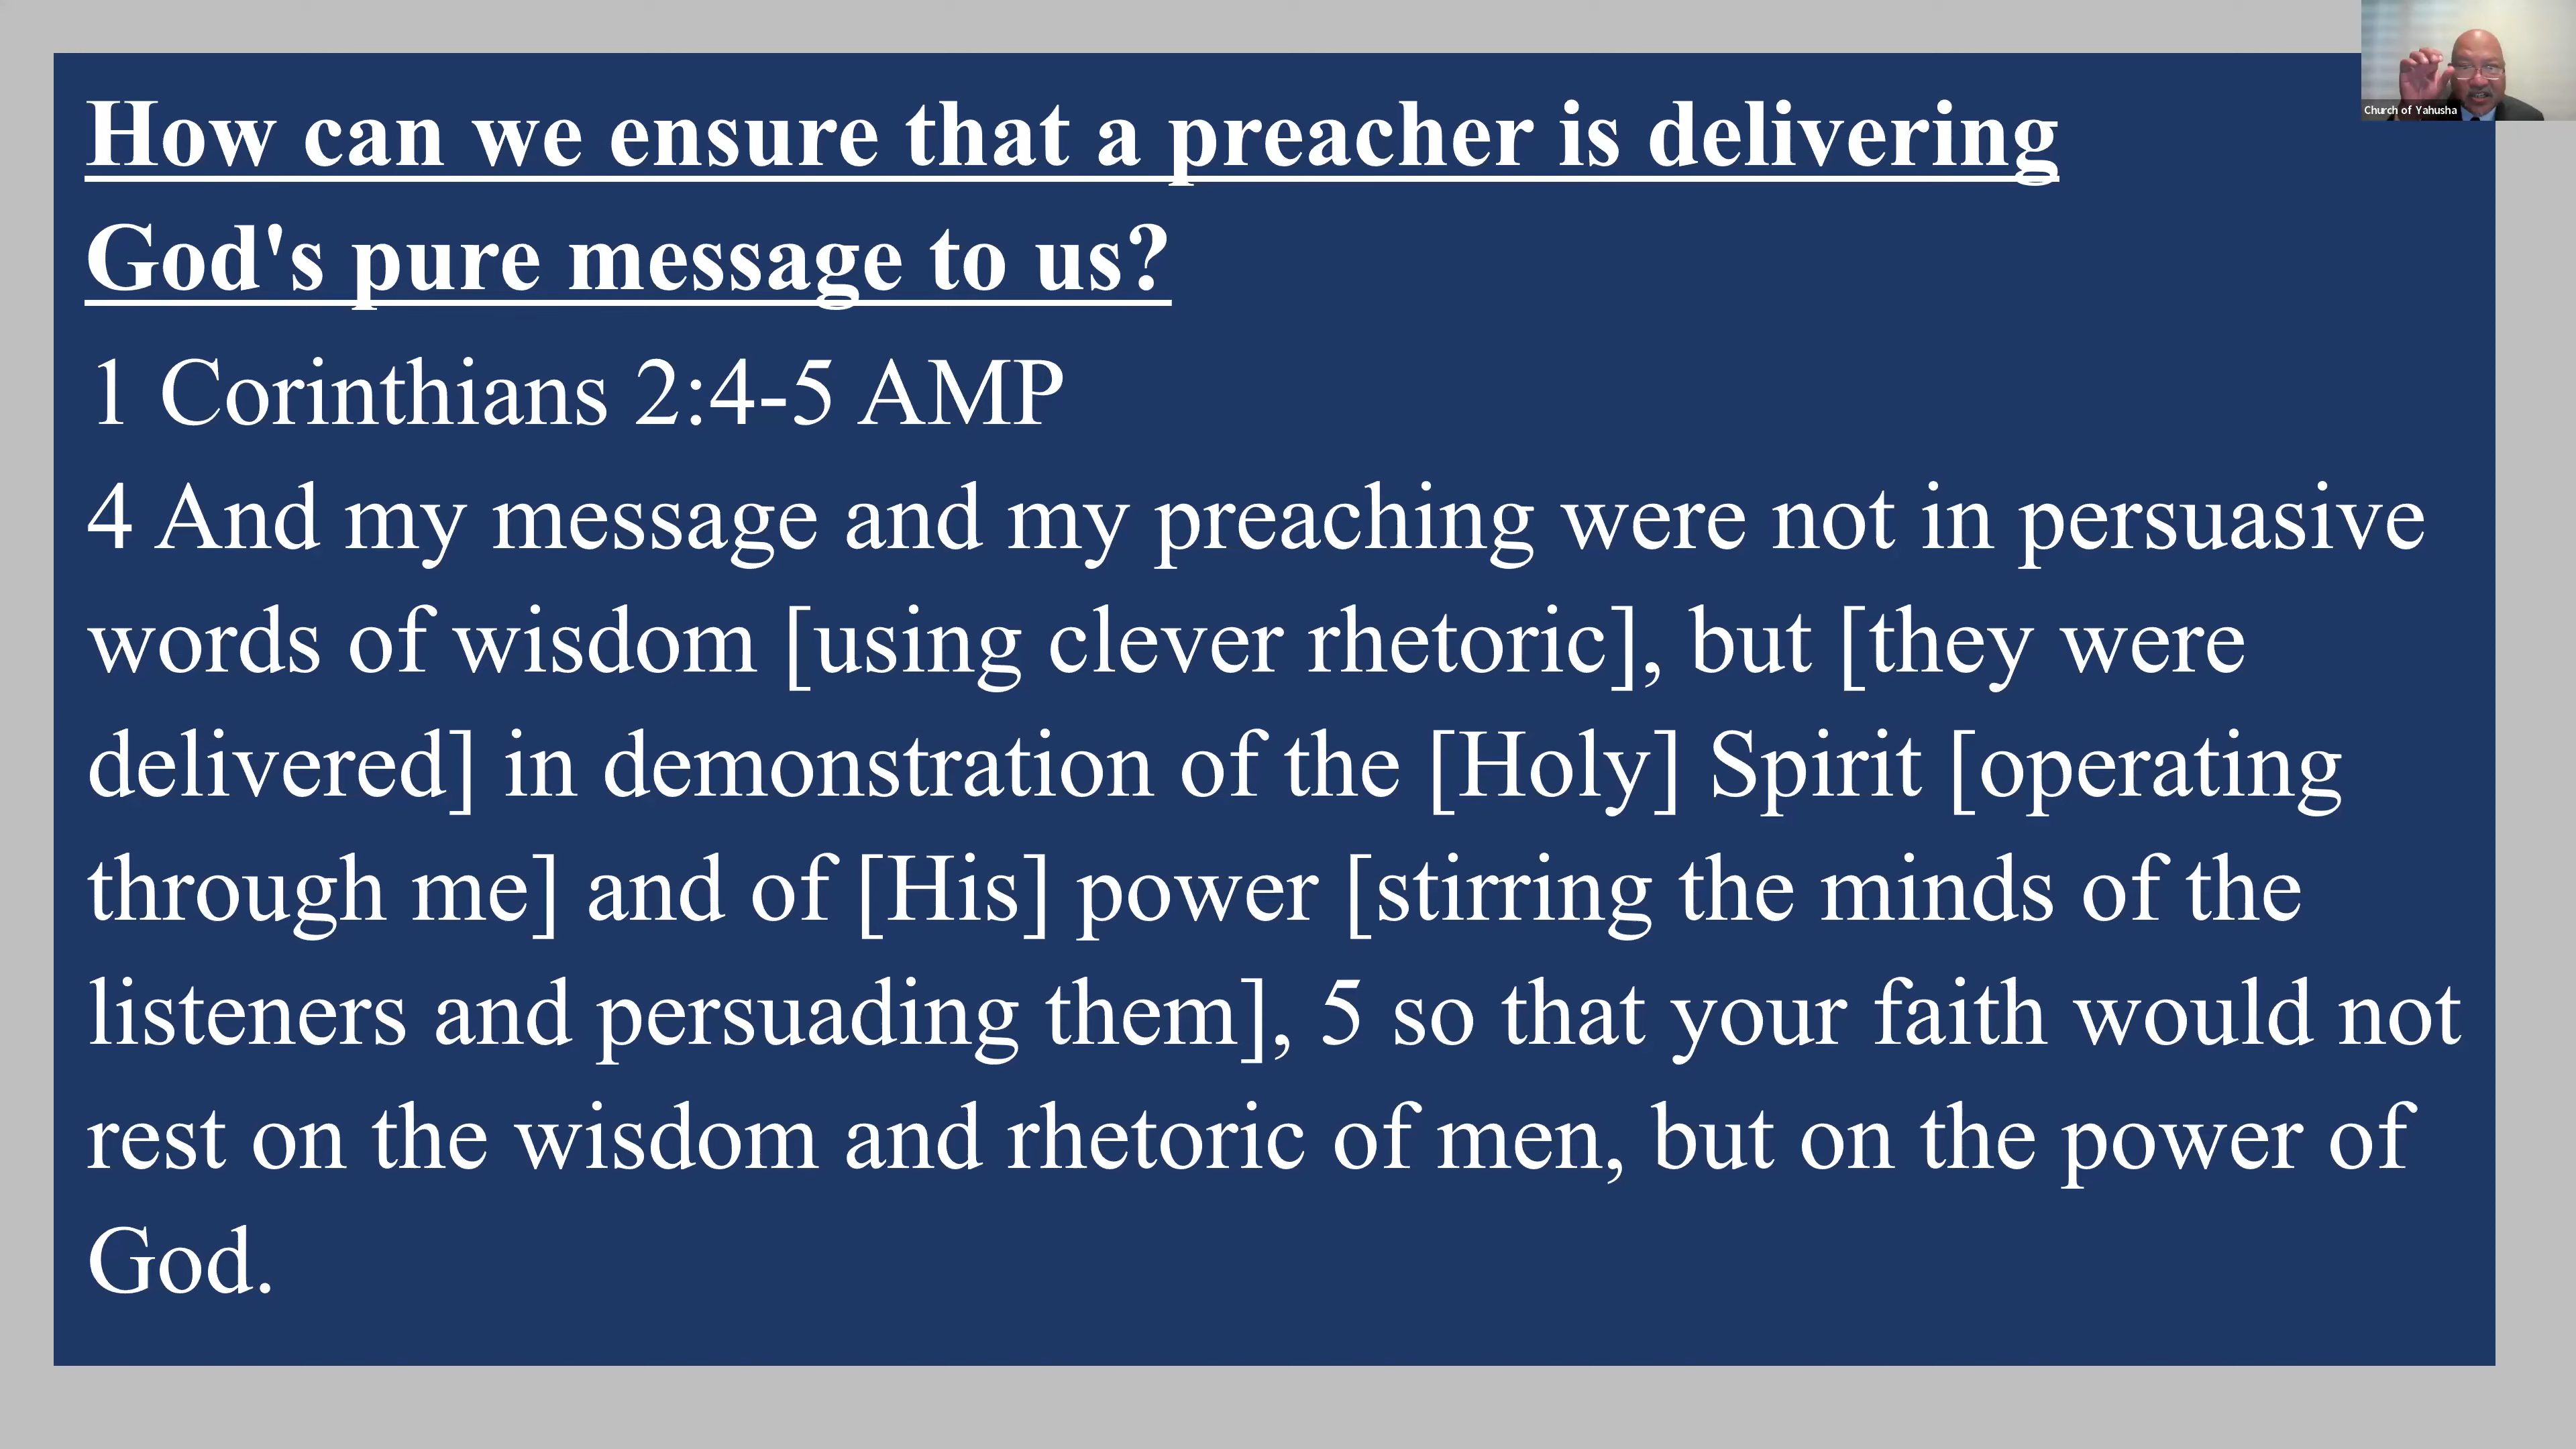 How can we ensure that a preacher is delivering
God's pure message to us?
1 Corinthians 2:4-5 AMP
4 And my message and my preaching were not in persuasive
words of wisdom [using clever rhetoric], but [they were
delivered] in demonstration of the [Holy] Spirit [operating
through me] and of [His] power [stirring the minds of the
listeners and persuading them], 5 so that your faith would not
rest on the wisdom and rhetoric of men, but on the power of
God.
Church of Yahusha